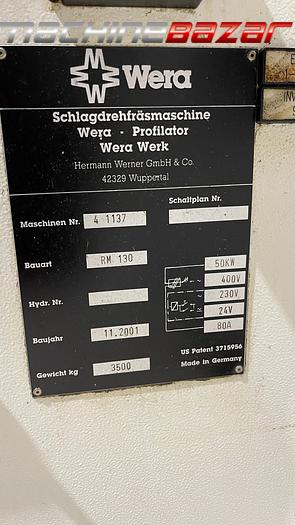 machineBazar
Wera
Schlagdrehfräsmaschine
Wera - Profilator
Wera Werk
Hermann Werner GmbH & Co.
42329 Wuppertal
Maschinen Nr. 4 1137 Schaltplan Nr.
Bauart RM 130
Hydr. Nr.
Baujahr 11.2001
Gewicht kg 3500
50KW
400V
230V
24V
80A
US Patent 3715956
Made in Germany
INV